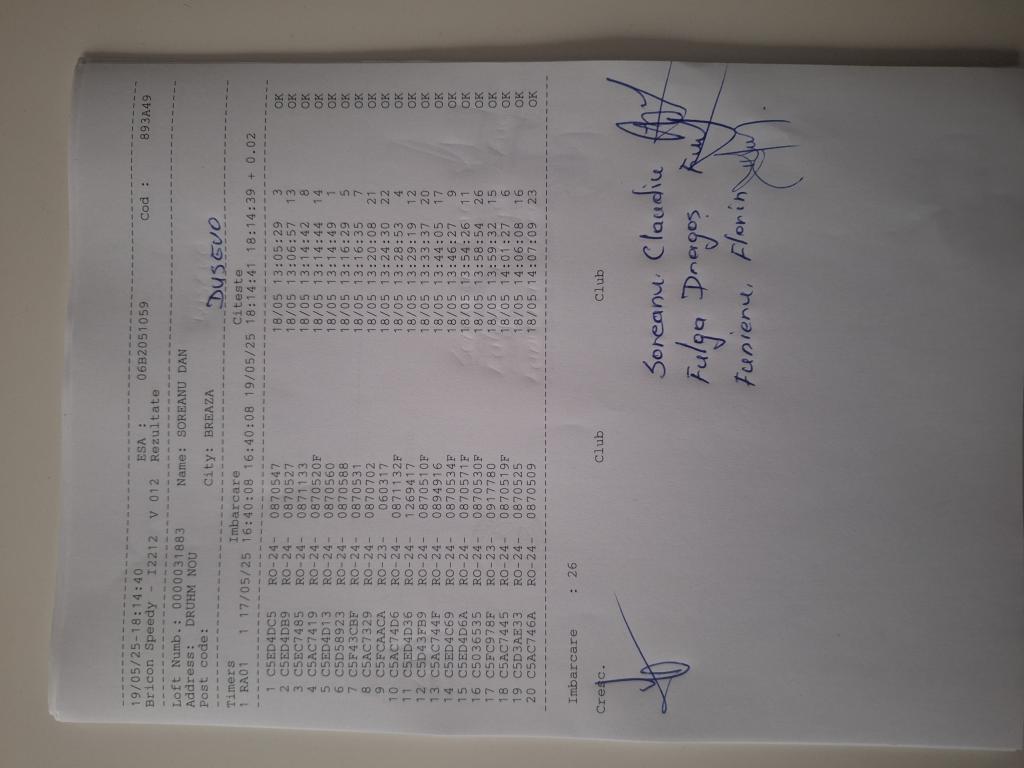 19/05/25-18:14:40 ESA : 06B2051059 Cod : 893A49
Bricon Speedy - I2212 V 012 Rezultate
Loft Numb.: 0000031883 Name: SOREANU DAN
Address: DRUHM NOU
Post code: City: BREAZA
DUSEVO
Timers Imbarcare Citeste
1 RA01 1 17/05/25 16:40:08 16:40:08 19/05/25 18:14:41 18:14:39 + 0.02
1 C5ED4DC5 RO-24- 0870547 18/05 13:05:29 3 OK
2 C5ED4DB9 RO-24- 0870527 18/05 13:06:57 13 OK
3 C5EC7485 RO-24- 0871133 18/05 13:14:42 8 OK
4 C5AC7419 RO-24- 0870520F 18/05 13:14:44 14 OK
5 C5ED4D13 RO-24- 0870560 18/05 13:14:49 1 OK
6 C5D58923 RO-24- 0870588 18/05 13:16:29 5 OK
7 C5F43CBF RO-24- 0870531 18/05 13:16:35 7 OK
8 C5AC7329 RO-24- 0870702 18/05 13:20:08 21 OK
9 C5FCAACA RO-23- 060317 18/05 13:24:30 22 OK
10 C5AC74D6 RO-24- 0871132F 18/05 13:28:53 4 OK
11 C5ED4D36 RO-24- 1269417 18/05 13:29:19 12 OK
12 C5D43FB9 RO-24- 0870510F 18/05 13:33:37 20 OK
13 C5AC744F RO-24- 0894916 18/05 13:44:05 17 OK
14 C5ED4C69 RO-24- 0870534F 18/05 13:46:27 9 OK
15 C5ED4D6A RO-24- 0870571F 18/05 13:54:26 11 OK
16 C5036535 RO-24- 0870530F 18/05 13:58:54 26 OK
17 C5FC978F RO-23- 0917780 18/05 13:59:32 15 OK
18 C5AC7445 RO-24- 0870519F 18/05 14:01:27 6 OK
19 C5D3AE43 RO-24- 0870525 18/05 14:06:08 16 OK
20 C5AC746A RO-24- 0870509 18/05 14:07:09 23 OK
Imbarcare : 26
Cresc. Club Club
Soreanu Claudiu
Fulga Dragos
Funieru Florin